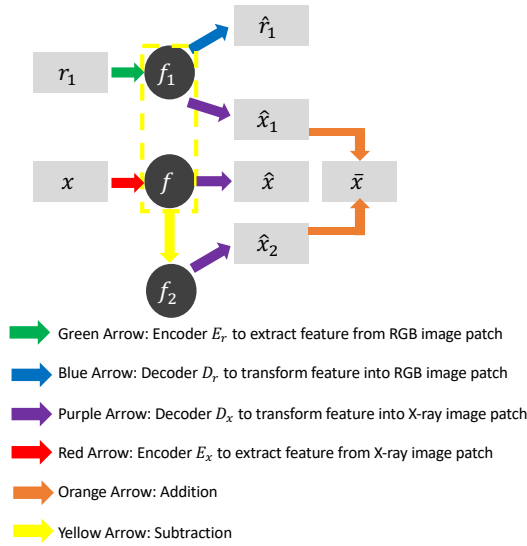 r̂₁
r₁
f₁
x̂₁
x
f
x̂
x̄
x̂₂
f₂
Green Arrow: Encoder Eᵣ to extract feature from RGB image patch
Blue Arrow: Decoder Dᵣ to transform feature into RGB image patch
Purple Arrow: Decoder Dₓ to transform feature into X-ray image patch
Red Arrow: Encoder Eₓ to extract feature from X-ray image patch
Orange Arrow: Addition
Yellow Arrow: Subtraction